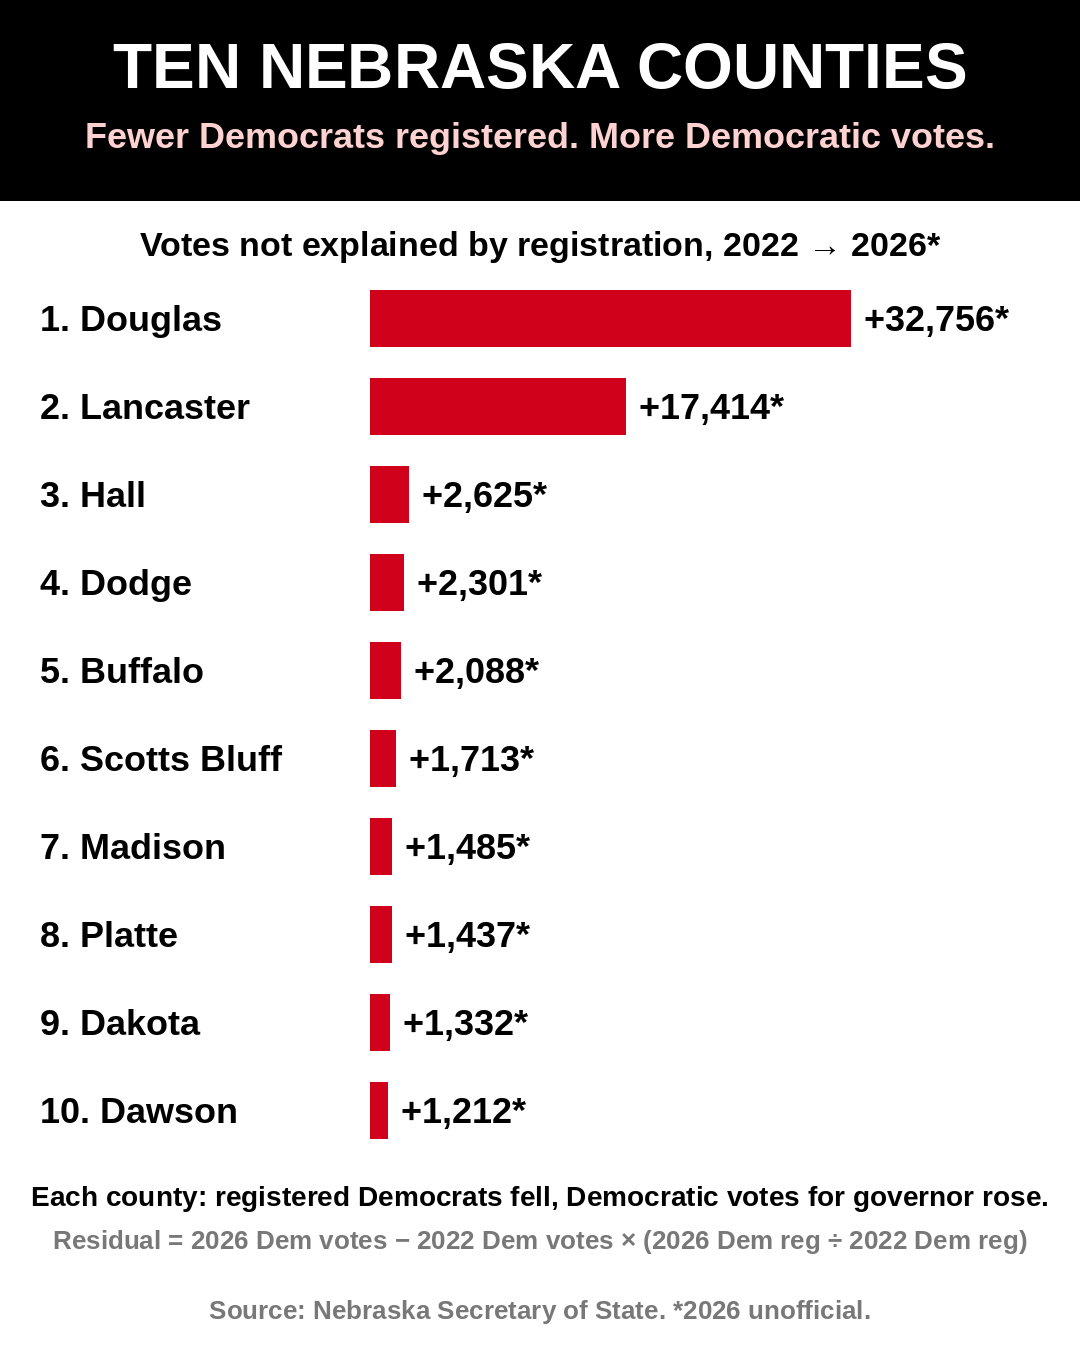 TEN NEBRASKA COUNTIES
Fewer Democrats registered. More Democratic votes.
Votes not explained by registration, 2022 → 2026*
1. Douglas +32,756*
2. Lancaster +17,414*
3. Hall +2,625*
4. Dodge +2,301*
5. Buffalo +2,088*
6. Scotts Bluff +1,713*
7. Madison +1,485*
8. Platte +1,437*
9. Dakota +1,332*
10. Dawson +1,212*
Each county: registered Democrats fell, Democratic votes for governor rose.
Residual = 2026 Dem votes − 2022 Dem votes × (2026 Dem reg ÷ 2022 Dem reg)
Source: Nebraska Secretary of State. *2026 unofficial.